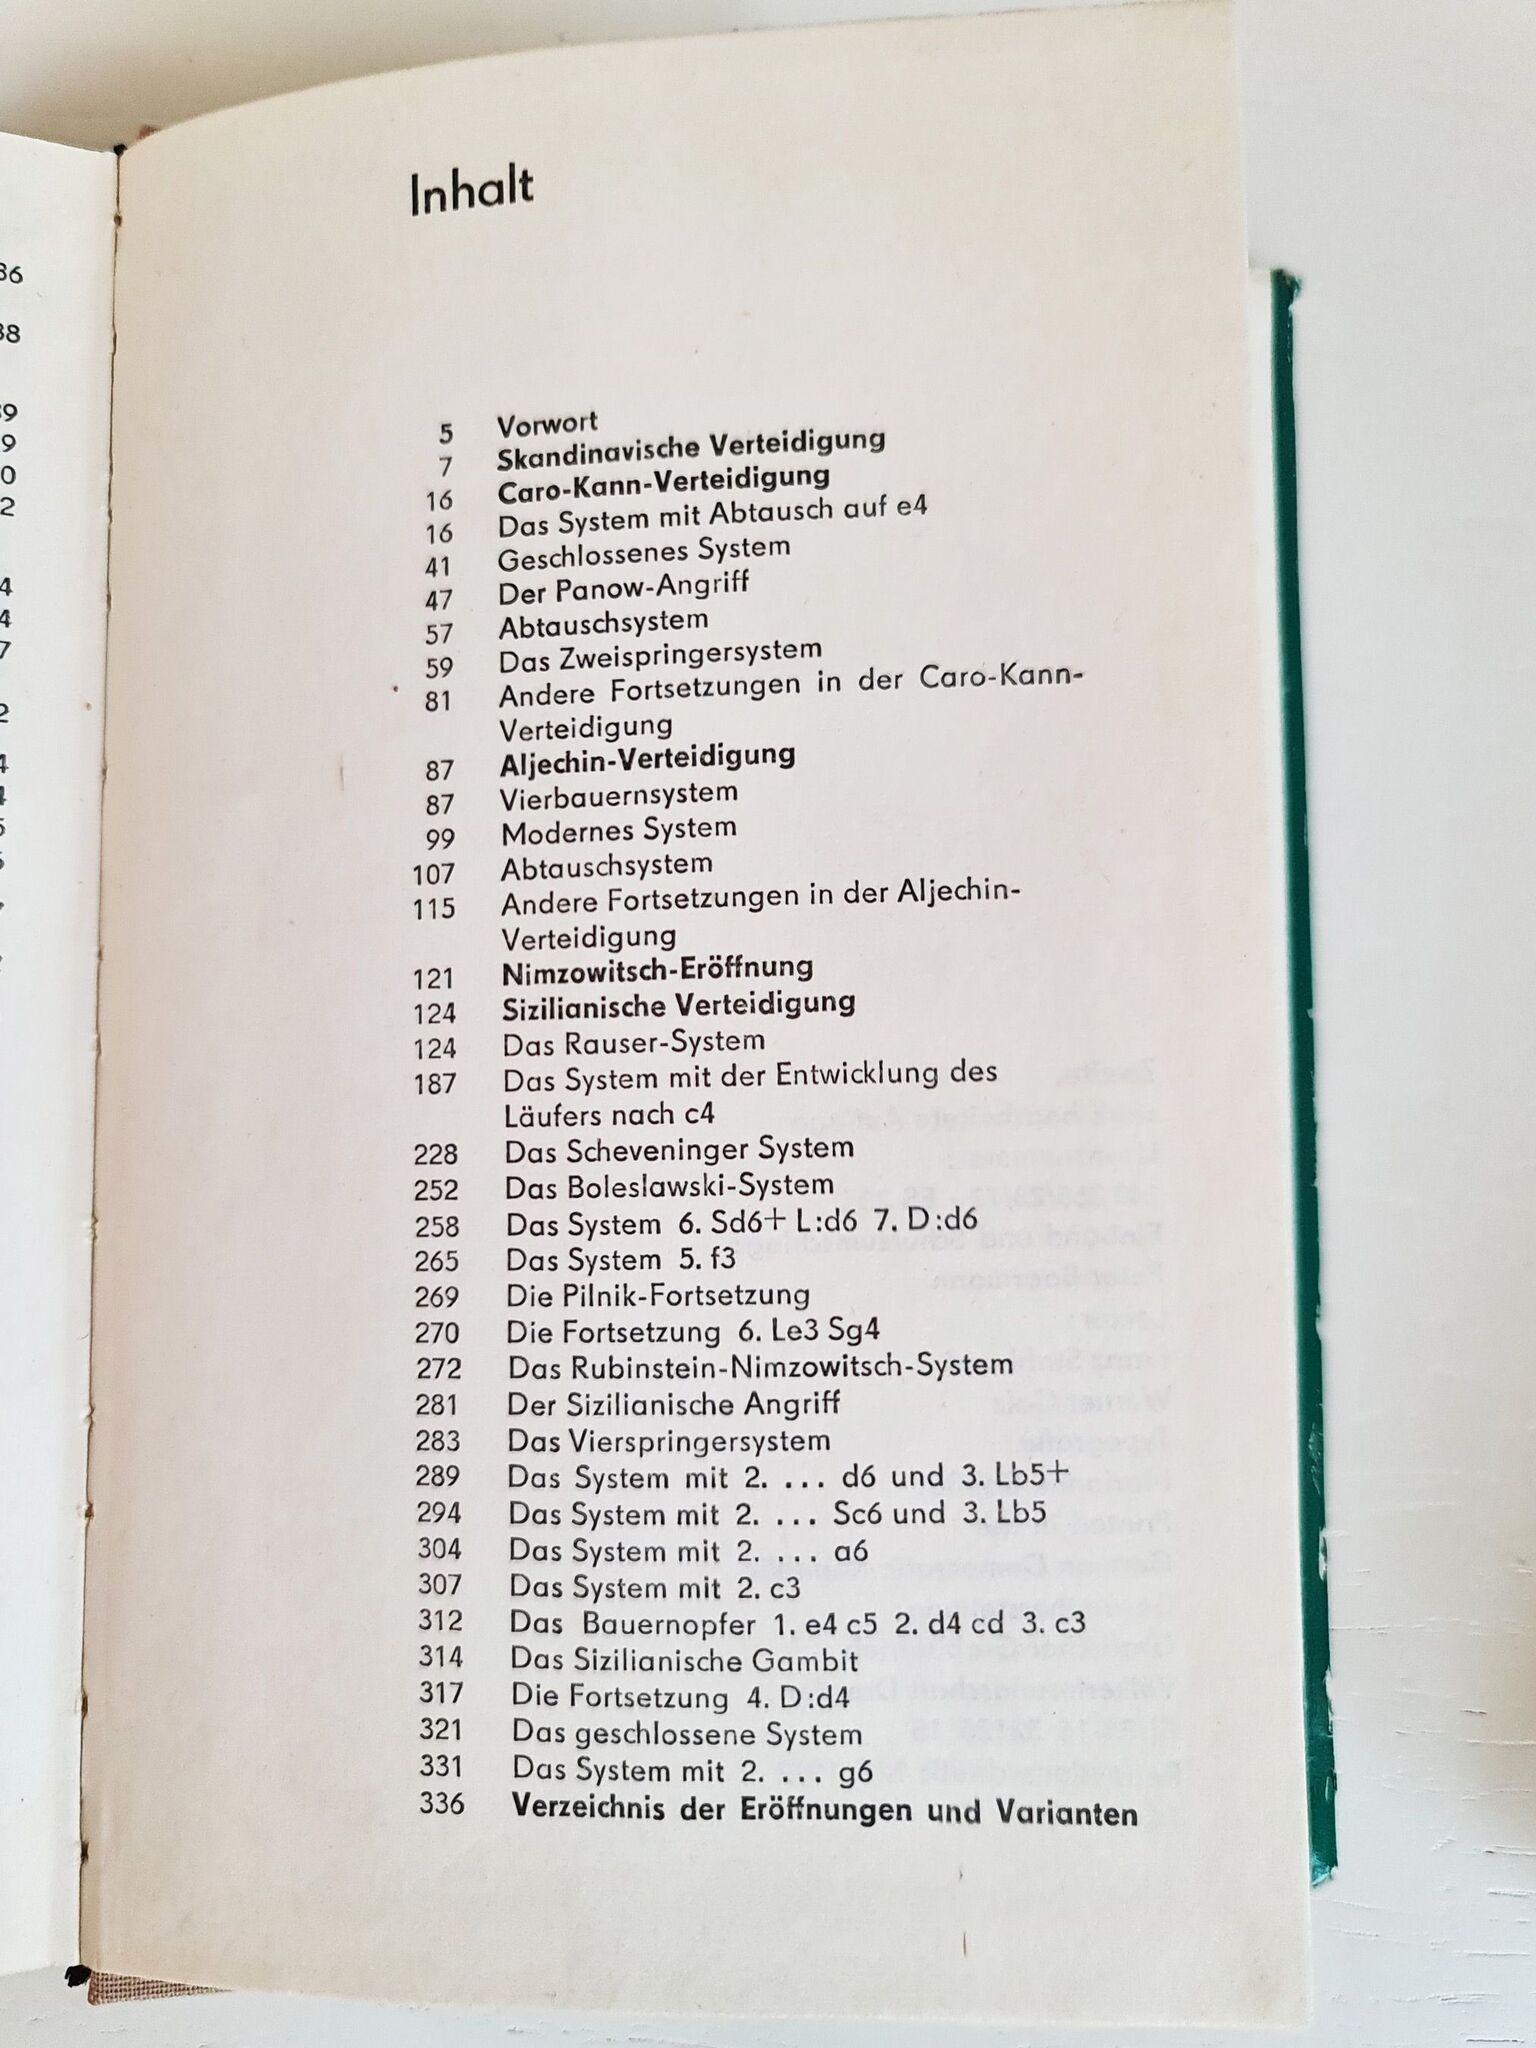 Inhalt
5 Vorwort
7 Skandinavische Verteidigung
16 Caro-Kann-Verteidigung
16 Das System mit Abtausch auf e4
41 Geschlossenes System
47 Der Panow-Angriff
57 Abtauschsystem
59 Das Zweispringersystem
81 Andere Fortsetzungen in der Caro-Kann-
Verteidigung
87 Aljechin-Verteidigung
87 Vierbauernsystem
99 Modernes System
107 Abtauschsystem
115 Andere Fortsetzungen in der Aljechin-
Verteidigung
121 Nimzowitsch-Eröffnung
124 Sizilianische Verteidigung
124 Das Rauser-System
187 Das System mit der Entwicklung des
Läufers nach c4
228 Das Scheveninger System
252 Das Boleslawski-System
258 Das System 6. Sd6+ L:d6 7. D:d6
265 Das System 5. f3
269 Die Pilnik-Fortsetzung
270 Die Fortsetzung 6. Le3 Sg4
272 Das Rubinstein-Nimzowitsch-System
281 Der Sizilianische Angriff
283 Das Vierspringersystem
289 Das System mit 2. ... d6 und 3. Lb5+
294 Das System mit 2. ... Sc6 und 3. Lb5
304 Das System mit 2. ... a6
307 Das System mit 2. c3
312 Das Bauernopfer 1. e4 c5 2. d4 cd 3. c3
314 Das Sizilianische Gambit
317 Die Fortsetzung 4. D:d4
321 Das geschlossene System
331 Das System mit 2. ... g6
336 Verzeichnis der Eröffnungen und Varianten